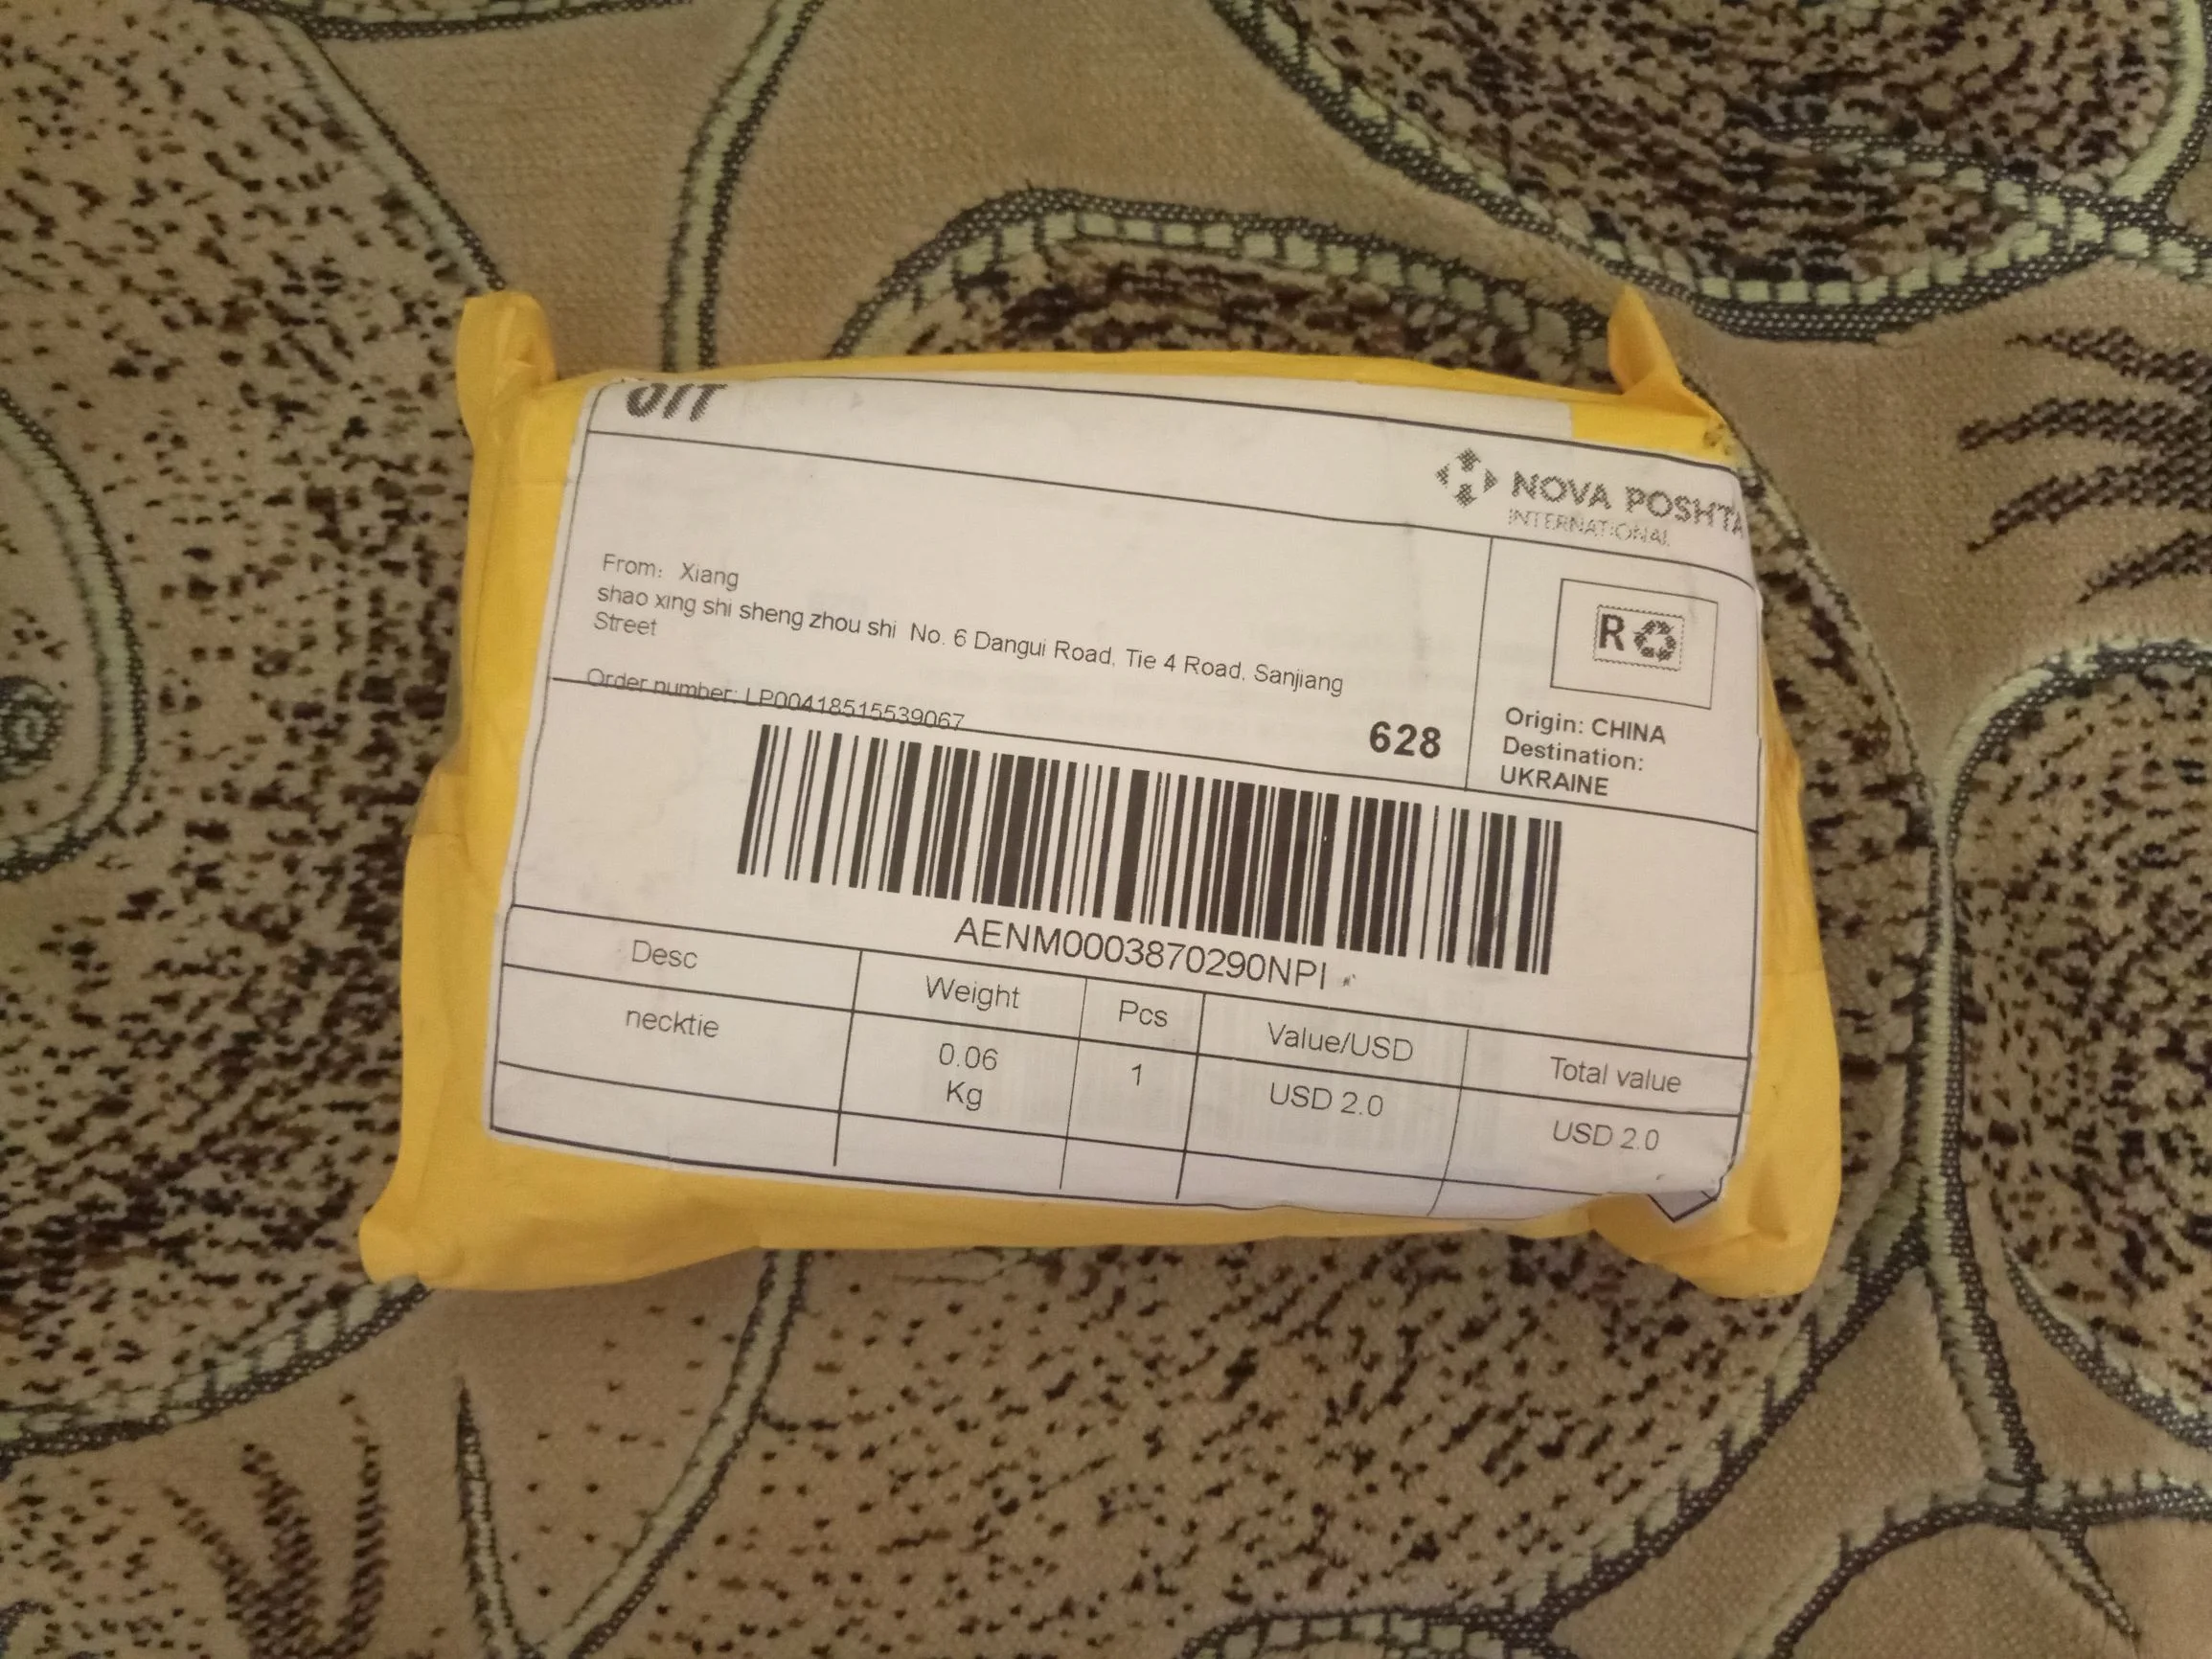 NOVA POSHTA
INTERNATIONAL
From: Xiang
shao xing shi sheng zhou shi No. 6 Dangui Road, Tie 4 Road, Sanjiang
Street
Order number: LP00418515539067
628
R
Origin: CHINA
Destination:
UKRAINE
AENM0003870290NPI
Desc Weight Pcs Value/USD Total value
necktie 0.06 Kg 1 USD 2.0 USD 2.0